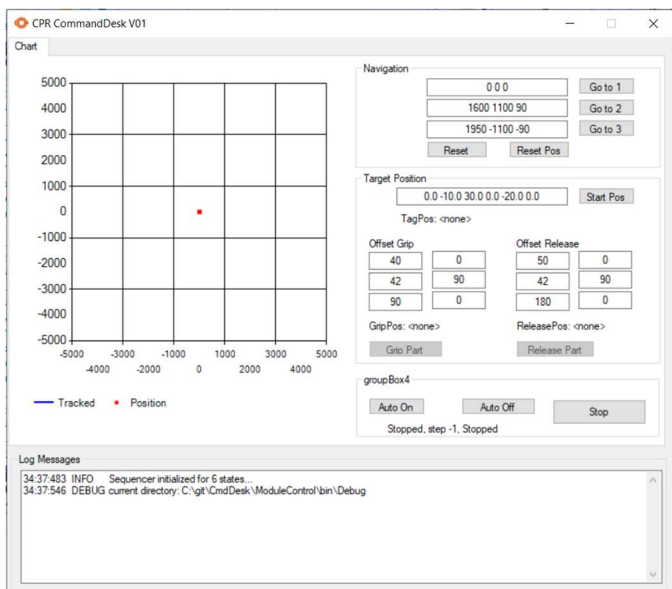 CPR CommandDesk V01
Chart
5000
4000
3000
2000
1000
0
-1000
-2000
-3000
-4000
-5000
-5000 -3000 -1000 1000 3000 5000
-4000 -2000 0 2000 4000
Tracked Position
Navigation
0 0 0 Go to 1
1600 1100 90 Go to 2
1950 -1100 -90 Go to 3
Reset Reset Pos
Target Position
0.0 -10.0 30.0 0.0 -20.0 0.0 Start Pos
TagPos: <none>
Offset Grip Offset Release
40 0 50 0
42 90 42 90
90 0 180 0
GripPos: <none> ReleasePos: <none>
Grip Part Release Part
groupBox4
Auto On Auto Off Stop
Stopped, step -1, Stopped
Log Messages
34:37:483 INFO Sequencer initialized for 6 states...
34:37:546 DEBUG current directory: C:\git\CmdDesk\ModuleControl\bin\Debug